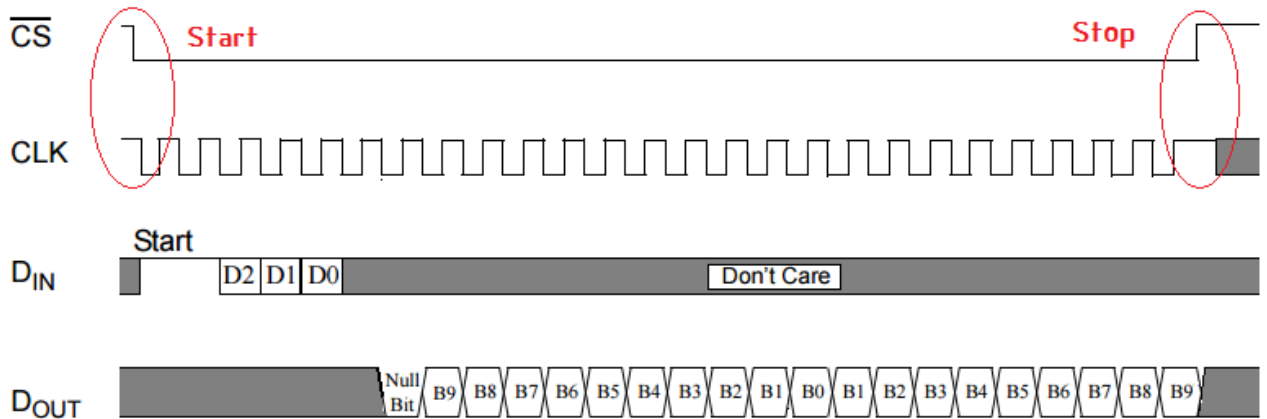 CS Start Stop
CLK
Start
DIN D2 D1 D0 Don't Care
DOUT Null Bit B9 B8 B7 B6 B5 B4 B3 B2 B1 B0 B1 B2 B3 B4 B5 B6 B7 B8 B9